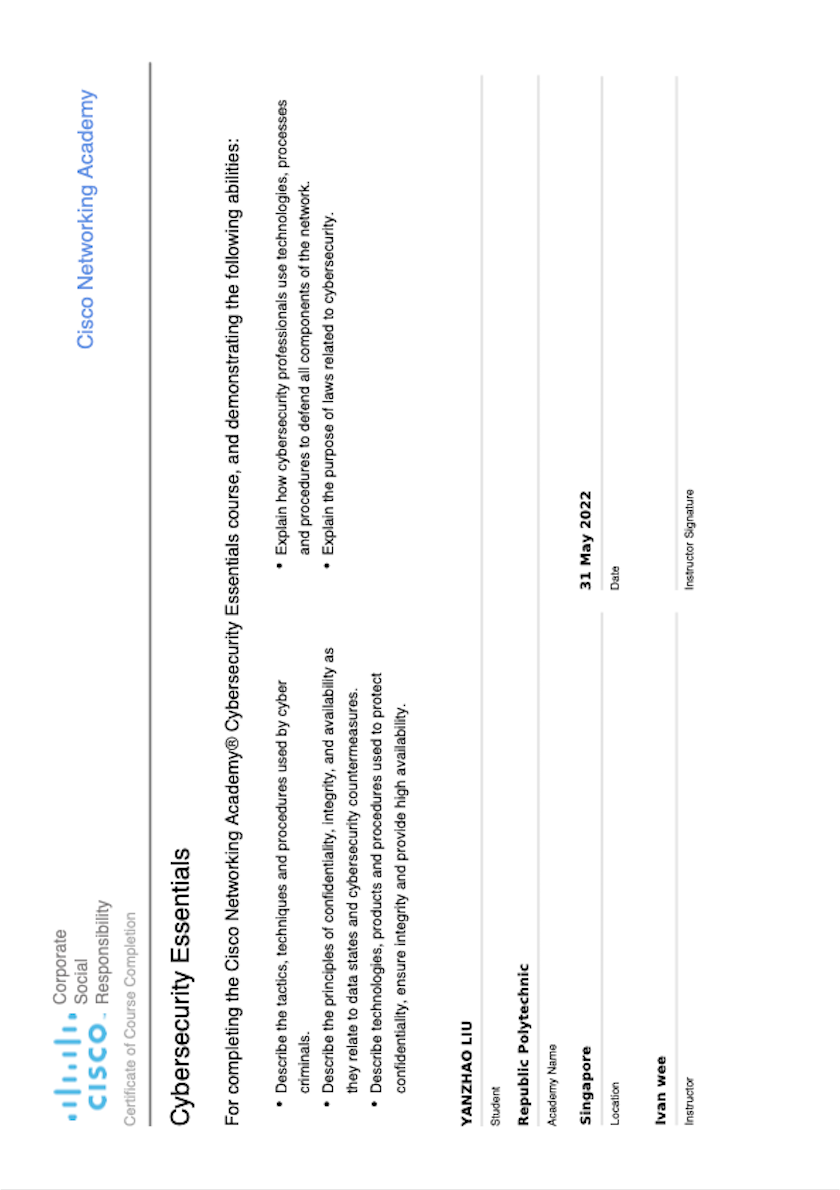 Corporate
Social
Responsibility
CISCO
Cisco Networking Academy
Certificate of Course Completion
Cybersecurity Essentials
For completing the Cisco Networking Academy® Cybersecurity Essentials course, and demonstrating the following abilities:
• Describe the tactics, techniques and procedures used by cyber
criminals.
• Describe the principles of confidentiality, integrity, and availability as
they relate to data states and cybersecurity countermeasures.
• Describe technologies, products and procedures used to protect
confidentiality, ensure integrity and provide high availability.
• Explain how cybersecurity professionals use technologies, processes
and procedures to defend all components of the network.
• Explain the purpose of laws related to cybersecurity.
YANZHAO LIU
Student
Republic Polytechnic
Academy Name
Singapore
Location
31 May 2022
Date
Ivan wee
Instructor
Instructor Signature